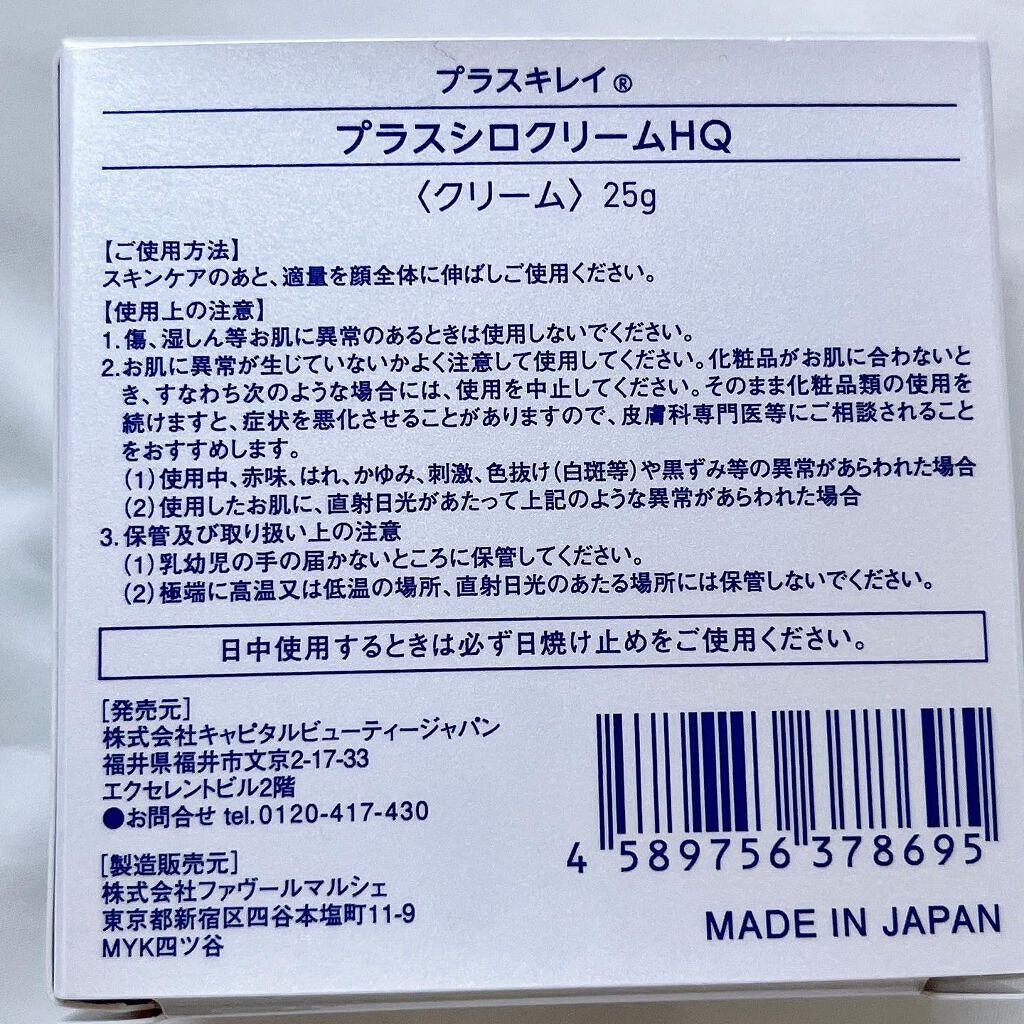 プラスキレイ®
プラスシロクリームHQ
〈クリーム〉 25g
【ご使用方法】
スキンケアのあと、適量を顔全体に伸ばしご使用ください。
【使用上の注意】
1.傷、湿しん等お肌に異常のあるときは使用しないでください。
2.お肌に異常が生じていないかよく注意して使用してください。化粧品がお肌に合わないと
き、すなわち次のような場合には、使用を中止してください。そのまま化粧品類の使用を
続けますと、症状を悪化させることがありますので、皮膚科専門医等にご相談されること
をおすすめします。
(1)使用中、赤味、はれ、かゆみ、刺激、色抜け(白斑等)や黒ずみ等の異常があらわれた場合
(2)使用したお肌に、直射日光があたって上記のような異常があらわれた場合
3.保管及び取り扱い上の注意
(1)乳幼児の手の届かないところに保管してください。
(2)極端に高温又は低温の場所、直射日光のあたる場所には保管しないでください。
日中使用するときは必ず日焼け止めをご使用ください。
[発売元]
株式会社キャピタルビューティージャパン
福井県福井市文京2-17-33
エクセレントビル2階
●お問合せ tel.0120-417-430
[製造販売元]
株式会社ファヴールマルシェ
東京都新宿区四谷本塩町11-9
MYK四ツ谷
4 589756 378695
MADE IN JAPAN